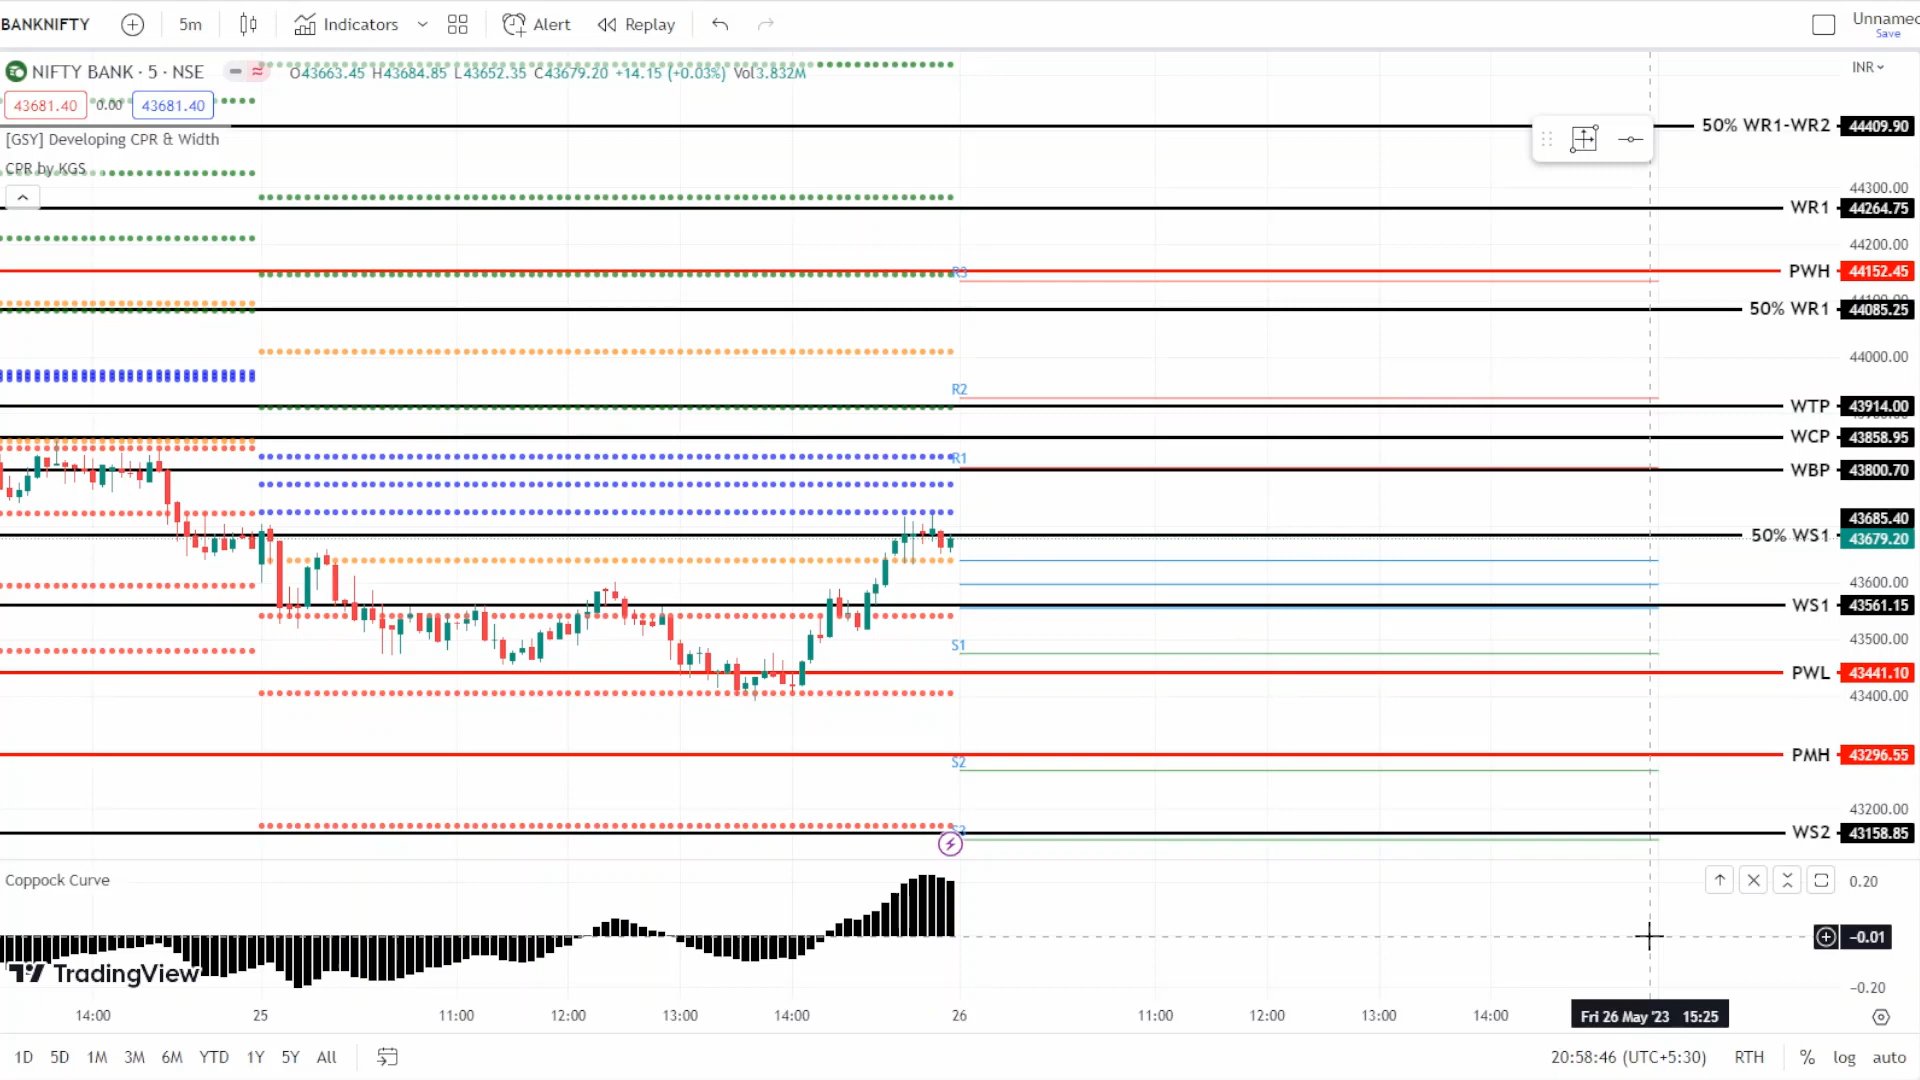 BANKNIFTY
5m
Indicators
Alert
Replay
Unnamed
Save
NIFTY BANK · 5 · NSE
O43663.45 H43684.85 L43652.35 C43679.20 +14.15 (+0.03%) Vol3.832M
INR
43681.40 0.00 43681.40
[GSY] Developing CPR & Width
CPR by KGS
50% WR1-WR2 44409.90
44300.00
WR1 44264.75
44200.00
R3
PWH 44152.45
44100.00
50% WR1 44085.25
44000.00
R2
WTP 43914.00
WCP 43858.95
R1
WBP 43800.70
43685.40
50% WS1 43679.20
43600.00
WS1 43561.15
S1
43500.00
PWL 43441.10
43400.00
PMH 43296.55
S2
43200.00
S3
WS2 43158.85
Coppock Curve
0.20
−0.01
TradingView
−0.20
14:00 25 11:00 12:00 13:00 14:00 26 11:00 12:00 13:00 14:00 Fri 26 May '23 15:25
1D 5D 1M 3M 6M YTD 1Y 5Y All
20:58:46 (UTC+5:30) RTH % log auto